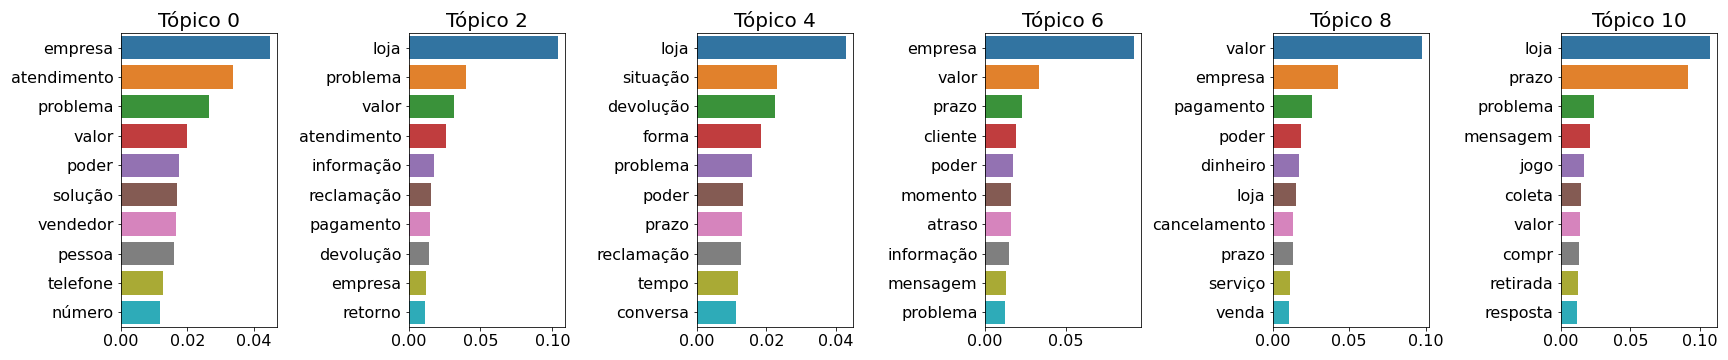 Tópico 0
empresa
atendimento
problema
valor
poder
solução
vendedor
pessoa
telefone
número
0.00 0.02 0.04
Tópico 2
loja
problema
valor
atendimento
informação
reclamação
pagamento
devolução
empresa
retorno
0.00 0.05 0.10
Tópico 4
loja
situação
devolução
forma
problema
poder
prazo
reclamação
tempo
conversa
0.00 0.02 0.04
Tópico 6
empresa
valor
prazo
cliente
poder
momento
atraso
informação
mensagem
problema
0.00 0.05
Tópico 8
valor
empresa
pagamento
poder
dinheiro
loja
cancelamento
prazo
serviço
venda
0.00 0.05 0.10
Tópico 10
loja
prazo
problema
mensagem
jogo
coleta
valor
compr
retirada
resposta
0.00 0.05 0.10